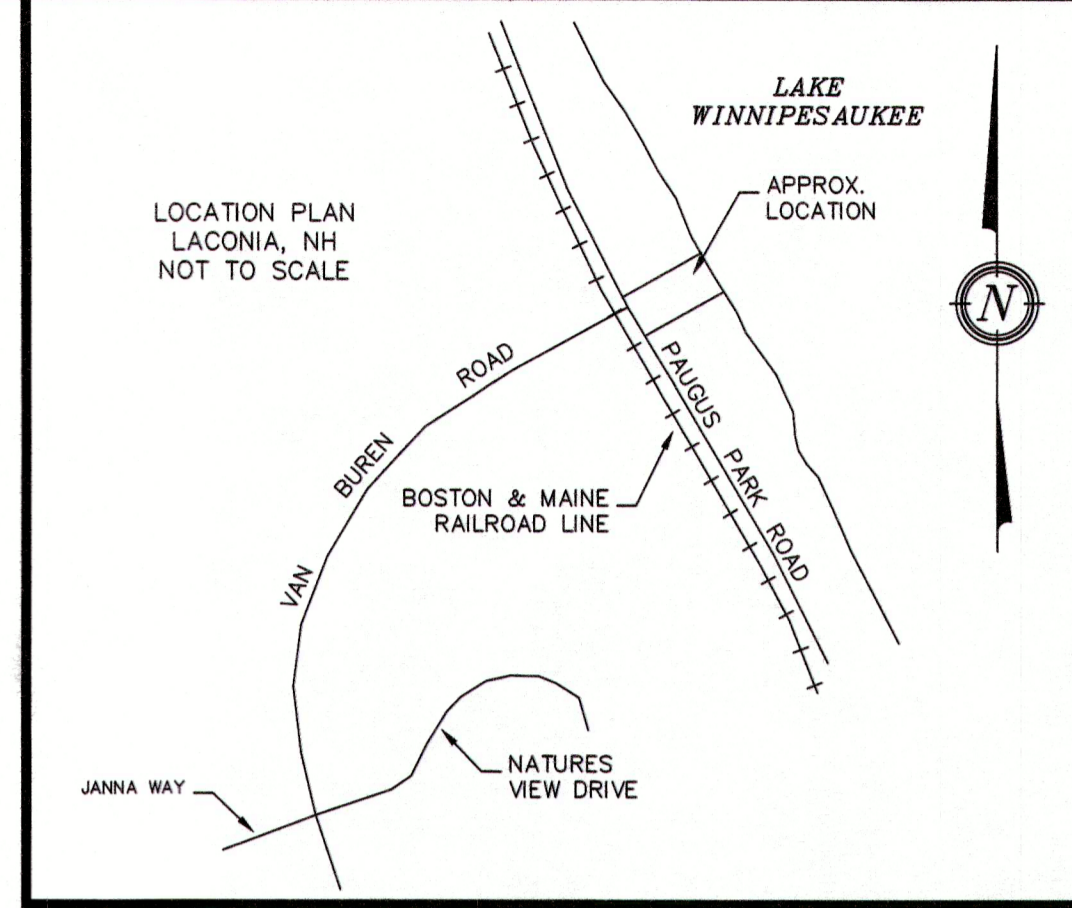 LAKE
WINNIPESAUKEE
APPROX.
LOCATION
LOCATION PLAN
LACONIA, NH
NOT TO SCALE
N
VAN BUREN ROAD
PAUGUS PARK ROAD
BOSTON & MAINE
RAILROAD LINE
NATURES
VIEW DRIVE
JANNA WAY